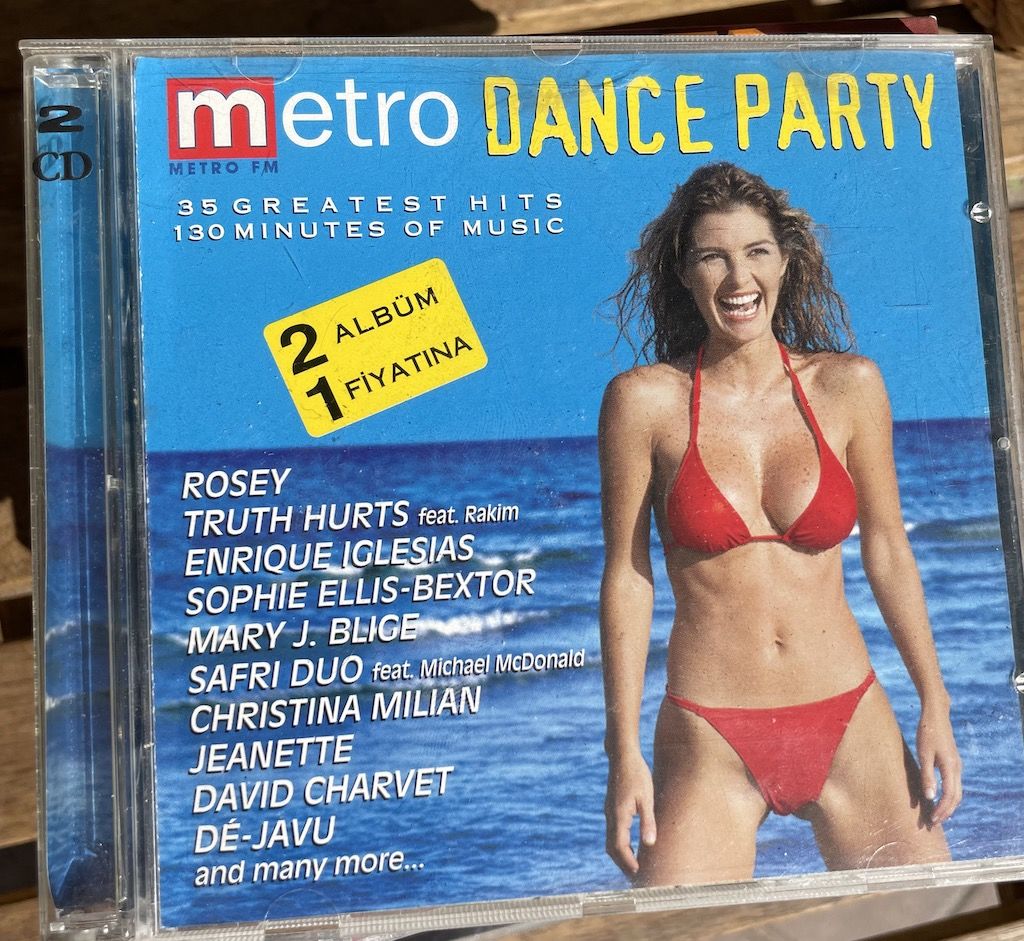 2
CD
metro DANCE PARTY
METRO FM
35 GREATEST HITS
130 MINUTES OF MUSIC
2 ALBÜM
1 FİYATINA
ROSEY
TRUTH HURTS feat. Rakim
ENRIQUE IGLESIAS
SOPHIE ELLIS-BEXTOR
MARY J. BLIGE
SAFRI DUO feat. Michael McDonald
CHRISTINA MILIAN
JEANETTE
DAVID CHARVET
DÉ-JAVU
and many more...